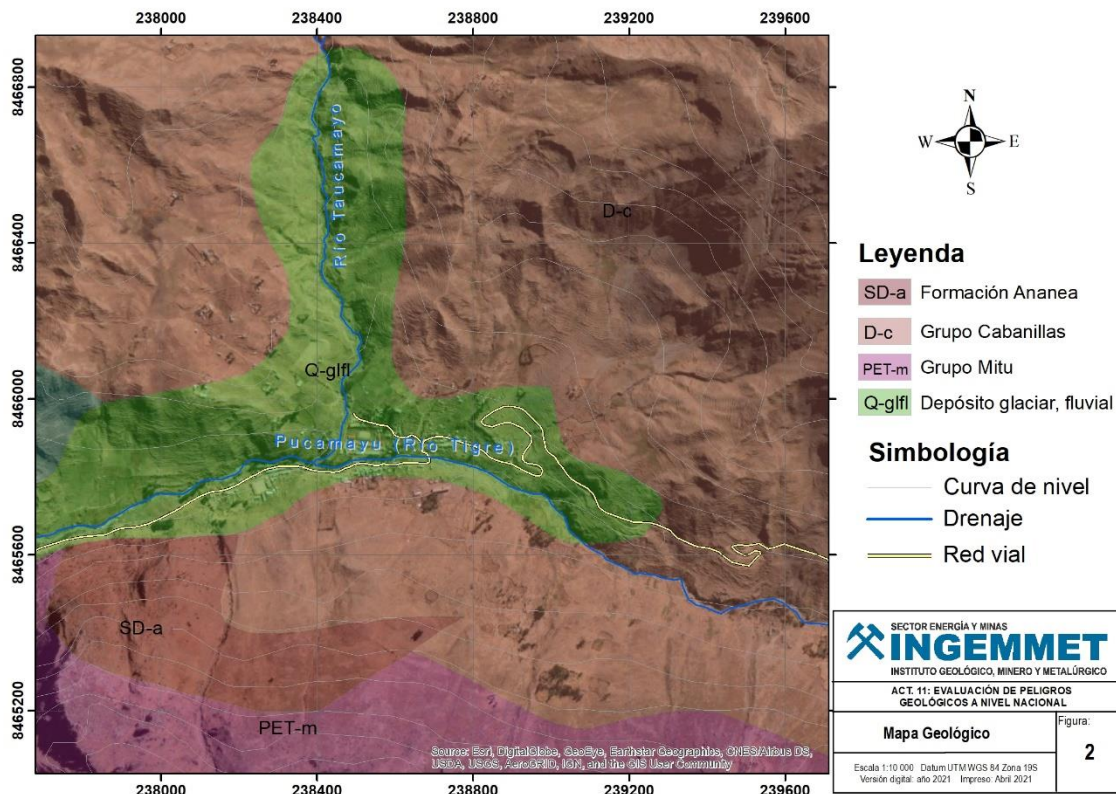 238000 238400 238800 239200 239600
8466800
8466400
8466000
8465600
8465200
Río Taucamayo
D-c
Q-glfl
Pucamayu (Río Tigre)
SD-a
PET-m
Source: Esri, DigitalGlobe, GeoEye, Earthstar Geographics, CNES/Airbus DS,
USDA, USGS, AeroGRID, IGN, and the GIS User Community
238000 238400 238800 239200 239600
N
W E
S
Leyenda
SD-a Formación Ananea
D-c Grupo Cabanillas
PET-m Grupo Mitu
Q-glfl Depósito glaciar, fluvial
Simbología
Curva de nivel
Drenaje
Red vial
SECTOR ENERGÍA Y MINAS
INGEMMET
INSTITUTO GEOLÓGICO, MINERO Y METALÚRGICO
ACT. 11: EVALUACIÓN DE PELIGROS
GEOLÓGICOS A NIVEL NACIONAL
Mapa Geológico
Escala 1:10 000 Datum UTM WGS 84 Zona 19S
Versión digital: año 2021 Impreso: Abril 2021
Figura:
2